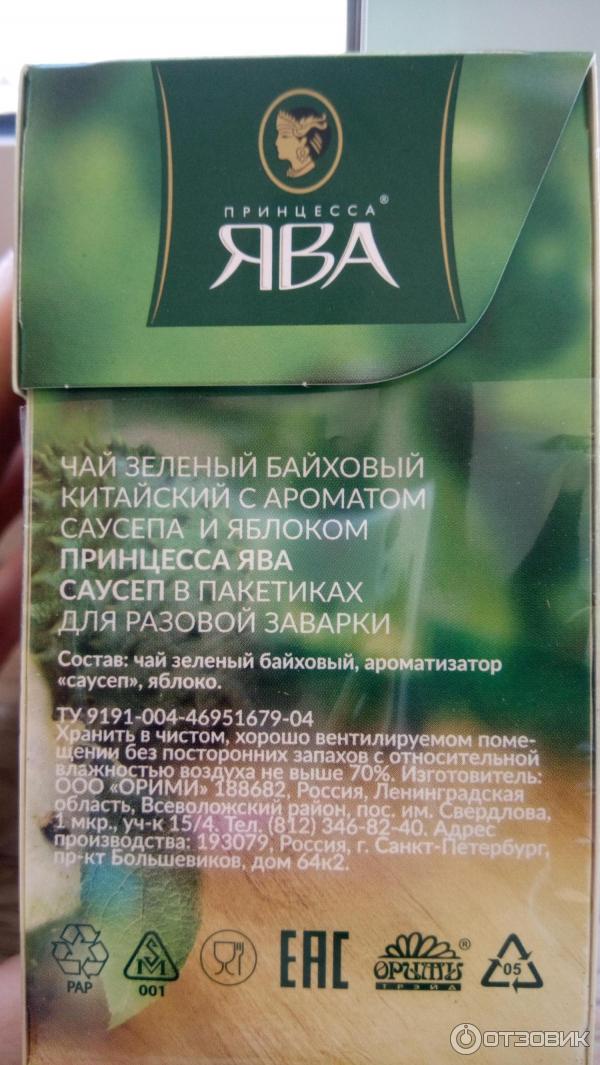 ПРИНЦЕССА®
ЯВА
ЧАЙ ЗЕЛЕНЫЙ БАЙХОВЫЙ
КИТАЙСКИЙ С АРОМАТОМ
САУСЕПА И ЯБЛОКОМ
ПРИНЦЕССА ЯВА
САУСЕП В ПАКЕТИКАХ
ДЛЯ РАЗОВОЙ ЗАВАРКИ
Состав: чай зеленый байховый, ароматизатор
«саусеп», яблоко.
ТУ 9191-004-46951679-04
Хранить в чистом, хорошо вентилируемом поме-
щении без посторонних запахов с относительной
влажностью воздуха не выше 70%. Изготовитель:
ООО «ОРИМИ» 188682, Россия, Ленинградская
область, Всеволожский район, пос. им. Свердлова,
1 мкр., уч-к 15/4. Тел. (812) 346-82-40. Адрес
производства: 193079, Россия, г. Санкт-Петербург,
пр-кт Большевиков, дом 64к2.
PAP
001
EAC
ОРИМИ®
ТРЭЙД
05
ОТЗОВИК